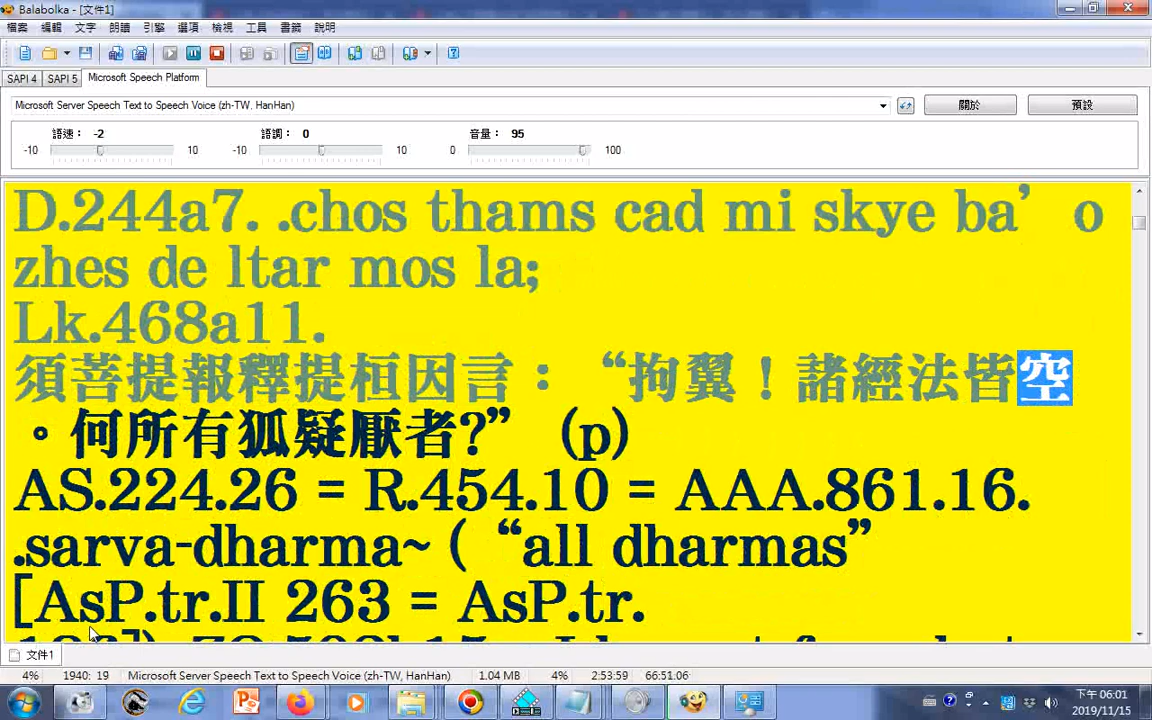 Balabolka - [文件1]
檔案 編輯 文字 朗讀 引擎 選項 檢視 工具 書籤 說明
SAPI 4 SAPI 5 Microsoft Speech Platform
Microsoft Server Speech Text to Speech Voice (zh-TW, HanHan) 關於 預設
語速： -2 語調： 0 音量： 95
-10 10 -10 10 0 100
D.244a7. .chos thams cad mi skye ba’ o
zhes de ltar mos la;
Lk.468a11.
須菩提報釋提桓因言：“拘翼！諸經法皆空
。何所有狐疑厭者?” (p)
AS.224.26 = R.454.10 = AAA.861.16.
.sarva-dharma~ (“all dharmas”
[AsP.tr.II 263 = AsP.tr.
文件1
4% 1940: 19 Microsoft Server Speech Text to Speech Voice (zh-TW, HanHan) 1.04 MB 4% 2:53:59 66:51:06
下午 06:01
2019/11/15